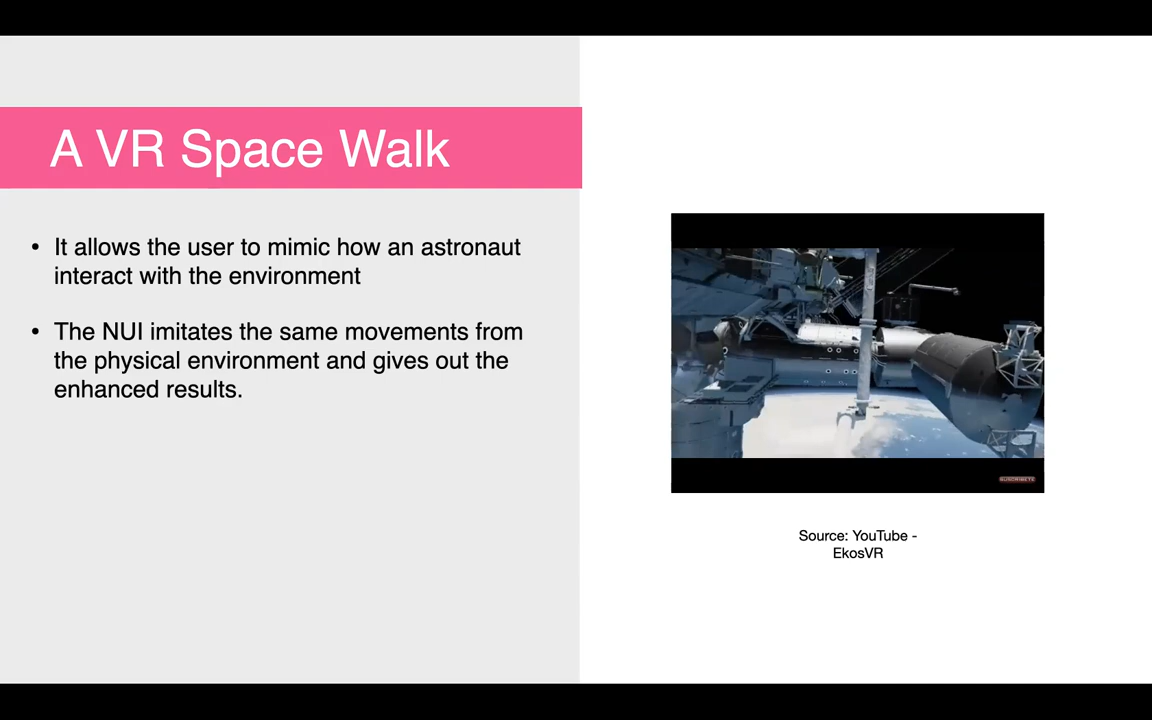 A VR Space Walk
• It allows the user to mimic how an astronaut
interact with the environment
• The NUI imitates the same movements from
the physical environment and gives out the
enhanced results.
SUSCRIBETE
Source: YouTube -
EkosVR